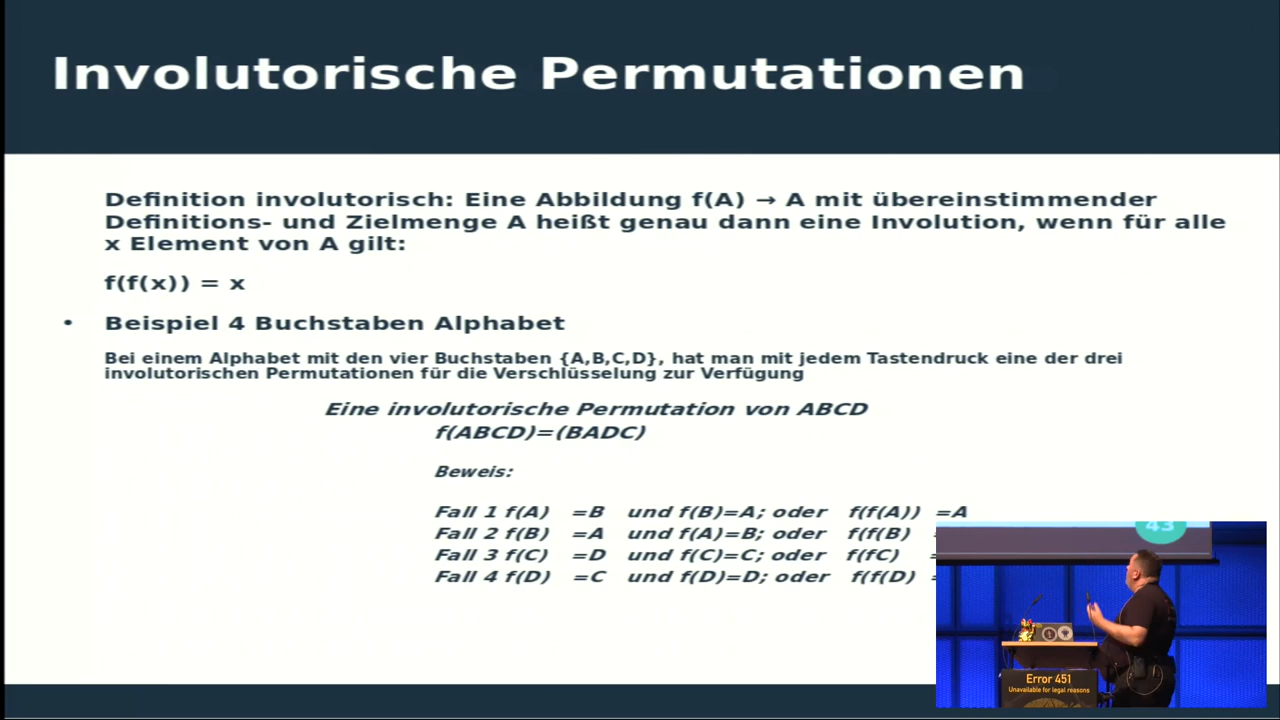 Involutorische Permutationen
Definition involutorisch: Eine Abbildung f(A) → A mit übereinstimmender
Definitions- und Zielmenge A heißt genau dann eine Involution, wenn für alle
x Element von A gilt:
f(f(x)) = x
• Beispiel 4 Buchstaben Alphabet
Bei einem Alphabet mit den vier Buchstaben {A,B,C,D}, hat man mit jedem Tastendruck eine der drei
involutorischen Permutationen für die Verschlüsselung zur Verfügung
Eine involutorische Permutation von ABCD
f(ABCD)=(BADC)
Beweis:
Fall 1 f(A) =B und f(B)=A; oder f(f(A)) =A
Fall 2 f(B) =A und f(A)=B; oder f(f(B) =
Fall 3 f(C) =D und f(C)=C; oder f(fC) =
Fall 4 f(D) =C und f(D)=D; oder f(f(D) =
43
Error 451
Unavailable for legal reasons